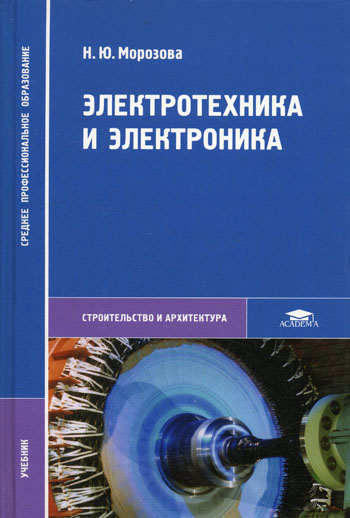 Н. Ю. Морозова
ЭЛЕКТРОТЕХНИКА
И ЭЛЕКТРОНИКА
СТРОИТЕЛЬСТВО И АРХИТЕКТУРА
ACADEMA
СРЕДНЕЕ ПРОФЕССИОНАЛЬНОЕ ОБРАЗОВАНИЕ
УЧЕБНИК